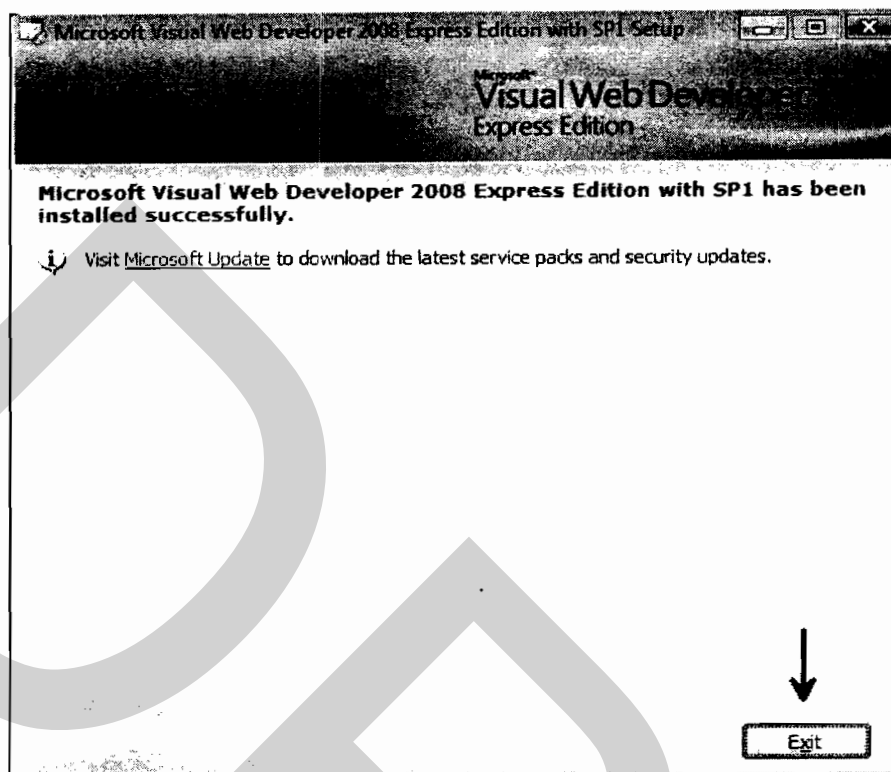 Microsoft Visual Web Developer 2008 Express Edition with SP1 Setup
Microsoft
Visual Web Developer
Express Edition
Microsoft Visual Web Developer 2008 Express Edition with SP1 has been
installed successfully.
Visit Microsoft Update to download the latest service packs and security updates.
Exit